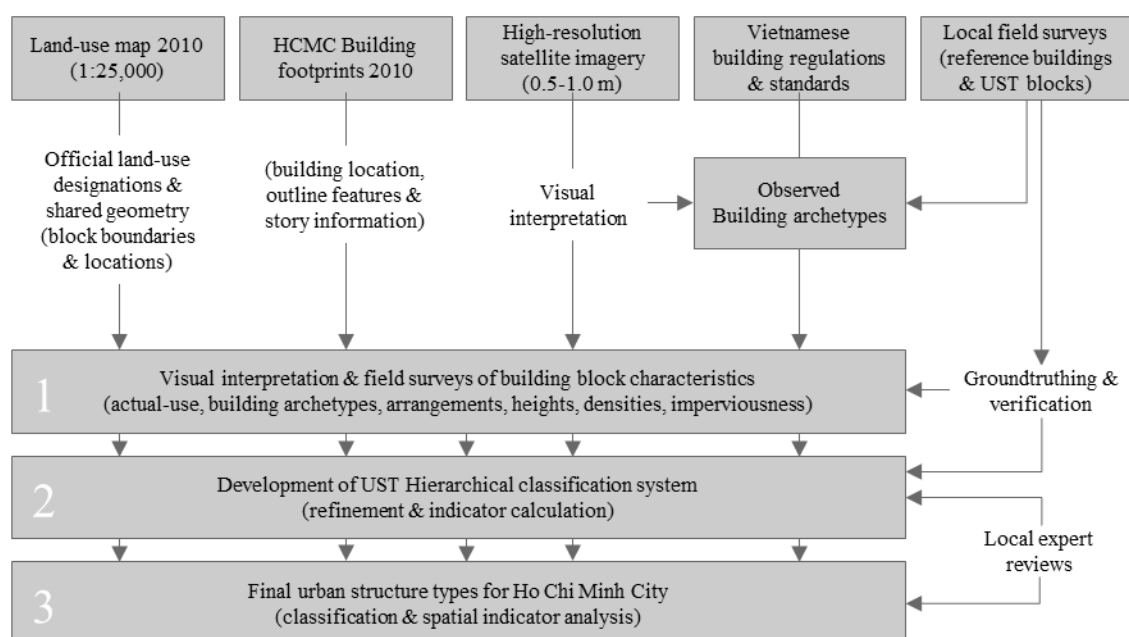 Land-use map 2010
(1:25,000)
HCMC Building
footprints 2010
High-resolution
satellite imagery
(0.5-1.0 m)
Vietnamese
building regulations
& standards
Local field surveys
(reference buildings
& UST blocks)
Official land-use
designations &
shared geometry
(block boundaries
& locations)
(building location,
outline features &
story information)
Visual
interpretation
Observed
Building archetypes
1
Visual interpretation & field surveys of building block characteristics
(actual-use, building archetypes, arrangements, heights, densities, imperviousness)
Groundtruthing &
verification
2
Development of UST Hierarchical classification system
(refinement & indicator calculation)
Local expert
reviews
3
Final urban structure types for Ho Chi Minh City
(classification & spatial indicator analysis)